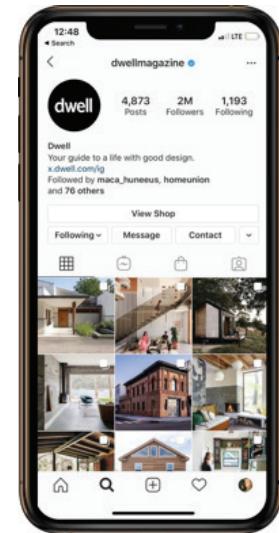 12:48
LTE
Search
dwellmagazine
dwell
4,873 2M 1,193
Posts Followers Following
Dwell
Your guide to a life with good design.
x.dwell.com/ig
Followed by maca_huneeus, homeunion
and 76 others
View Shop
Following Message Contact